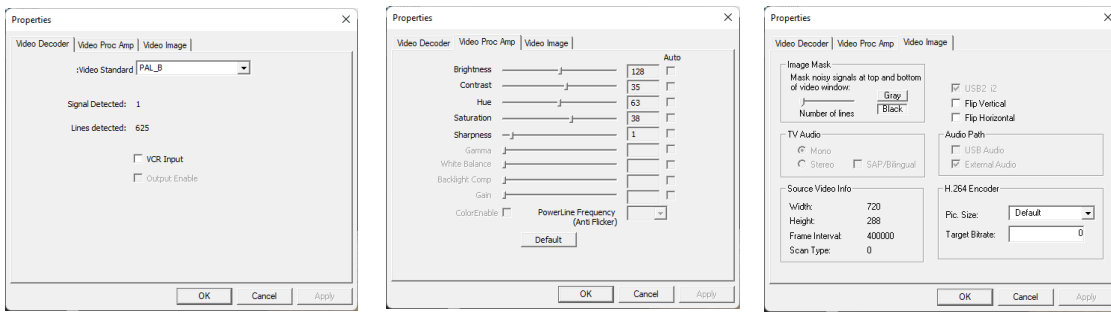 Properties
Video Decoder Video Proc Amp Video Image
:Video Standard PAL_B
Signal Detected: 1
Lines detected: 625
VCR Input
Output Enable
OK Cancel Apply
Properties
Video Decoder Video Proc Amp Video Image
Auto
Brightness 128
Contrast 35
Hue 63
Saturation 38
Sharpness 1
Gamma
White Balance
Backlight Comp
Gain
ColorEnable PowerLine Frequency
(Anti Flicker)
Default
OK Cancel Apply
Properties
Video Decoder Video Proc Amp Video Image
Image Mask
Mask noisy signals at top and bottom
of video window:
Gray
Black
Number of lines
USB2 i2
Flip Vertical
Flip Horizontal
TV Audio
Mono
Stereo SAP/Bilingual
Audio Path
USB Audio
External Audio
Source Video Info
Width: 720
Height: 288
Frame Interval: 400000
Scan Type: 0
H.264 Encoder
Pic. Size: Default
Target Bitrate: 0
OK Cancel Apply